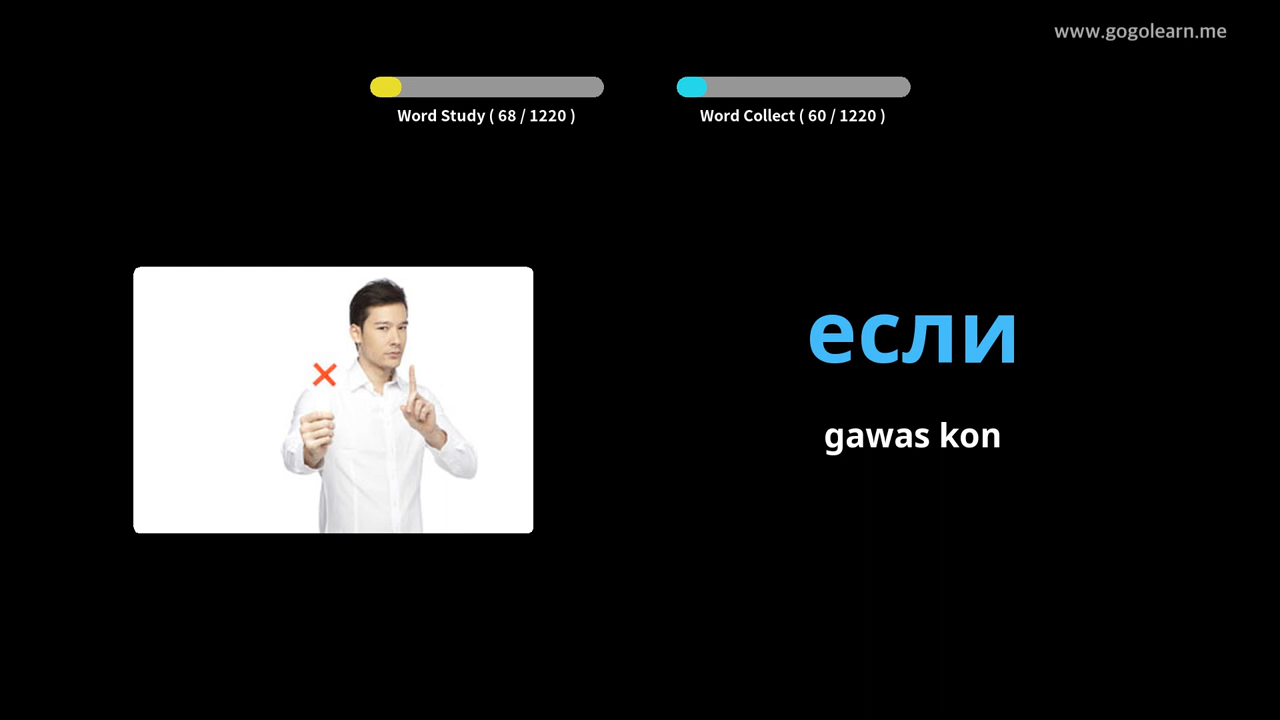 www.gogolearn.me
Word Study ( 68 / 1220 )
Word Collect ( 60 / 1220 )
если
gawas kon